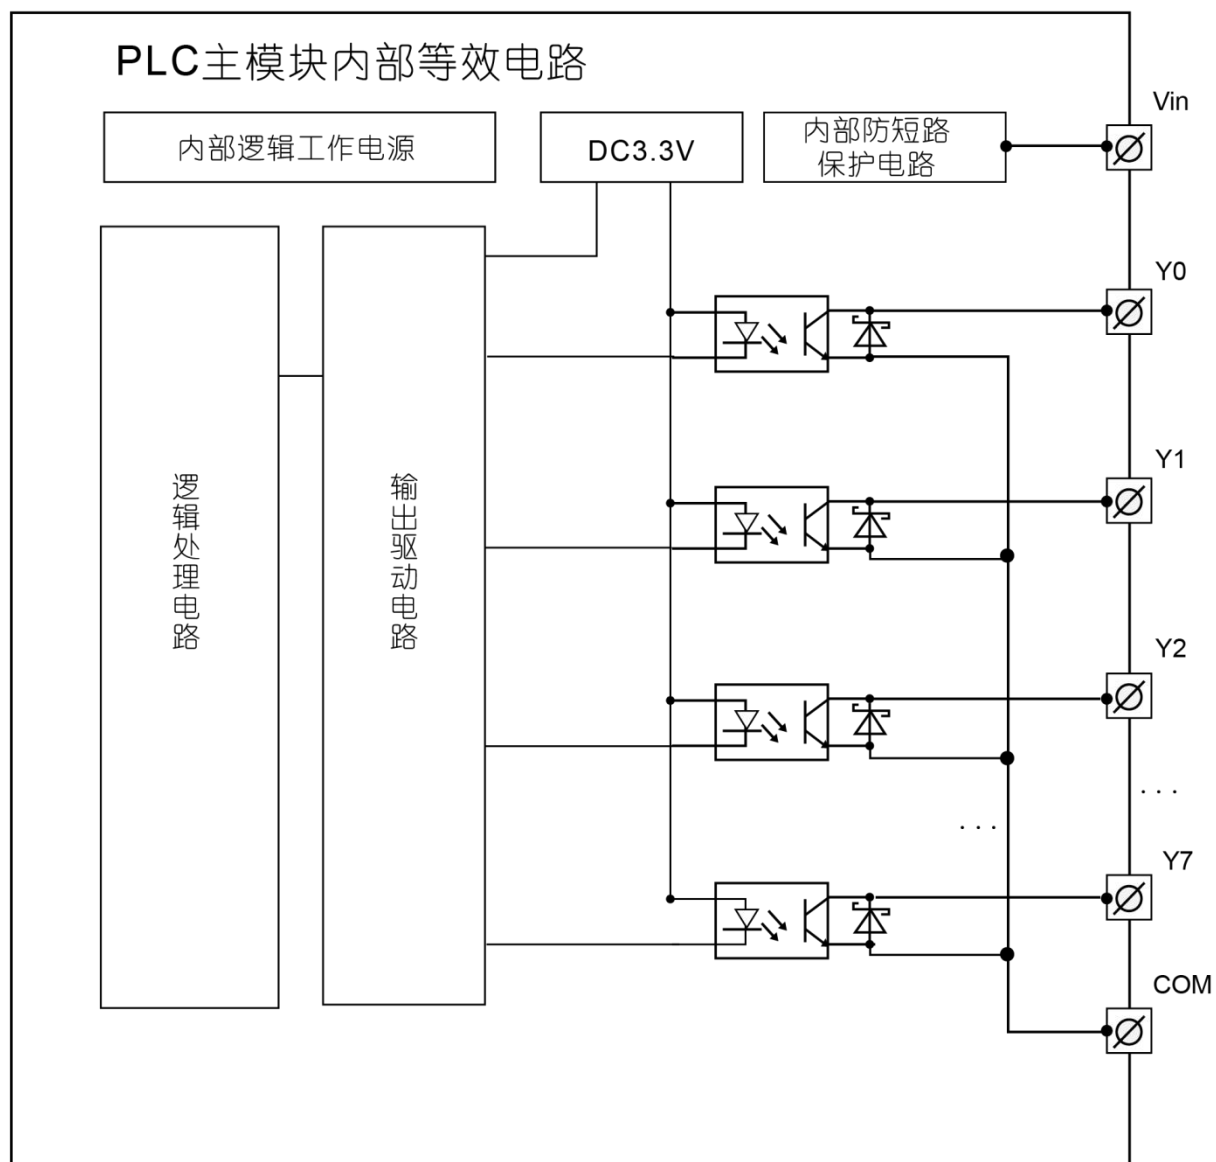 PLC主模块内部等效电路
Vin
内部逻辑工作电源
DC3.3V
内部防短路
保护电路
Y0
Y1
逻辑处理电路
输出驱动电路
Y2
...
...
Y7
COM